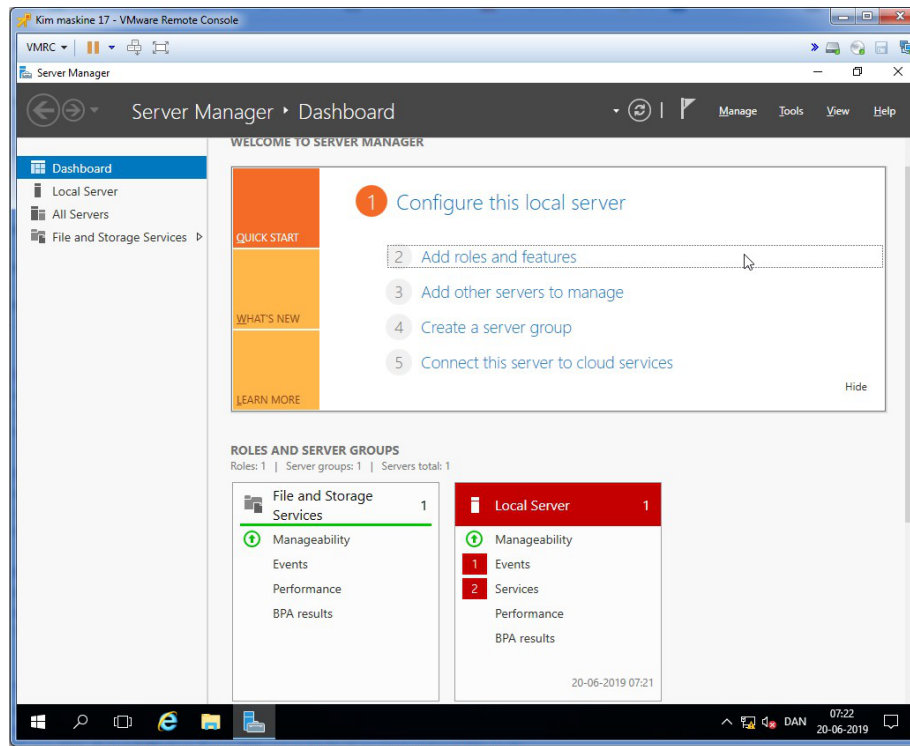 Kim maskine 17 - VMware Remote Console
VMRC
Server Manager
Server Manager Dashboard
Manage Tools View Help
WELCOME TO SERVER MANAGER
Dashboard
Local Server
All Servers
File and Storage Services
QUICK START
WHAT'S NEW
LEARN MORE
1 Configure this local server
2 Add roles and features
3 Add other servers to manage
4 Create a server group
5 Connect this server to cloud services
Hide
ROLES AND SERVER GROUPS
Roles: 1 | Server groups: 1 | Servers total: 1
File and Storage
Services 1
Manageability
Events
Performance
BPA results
Local Server 1
Manageability
1 Events
2 Services
Performance
BPA results
20-06-2019 07:21
DAN
07:22
20-06-2019